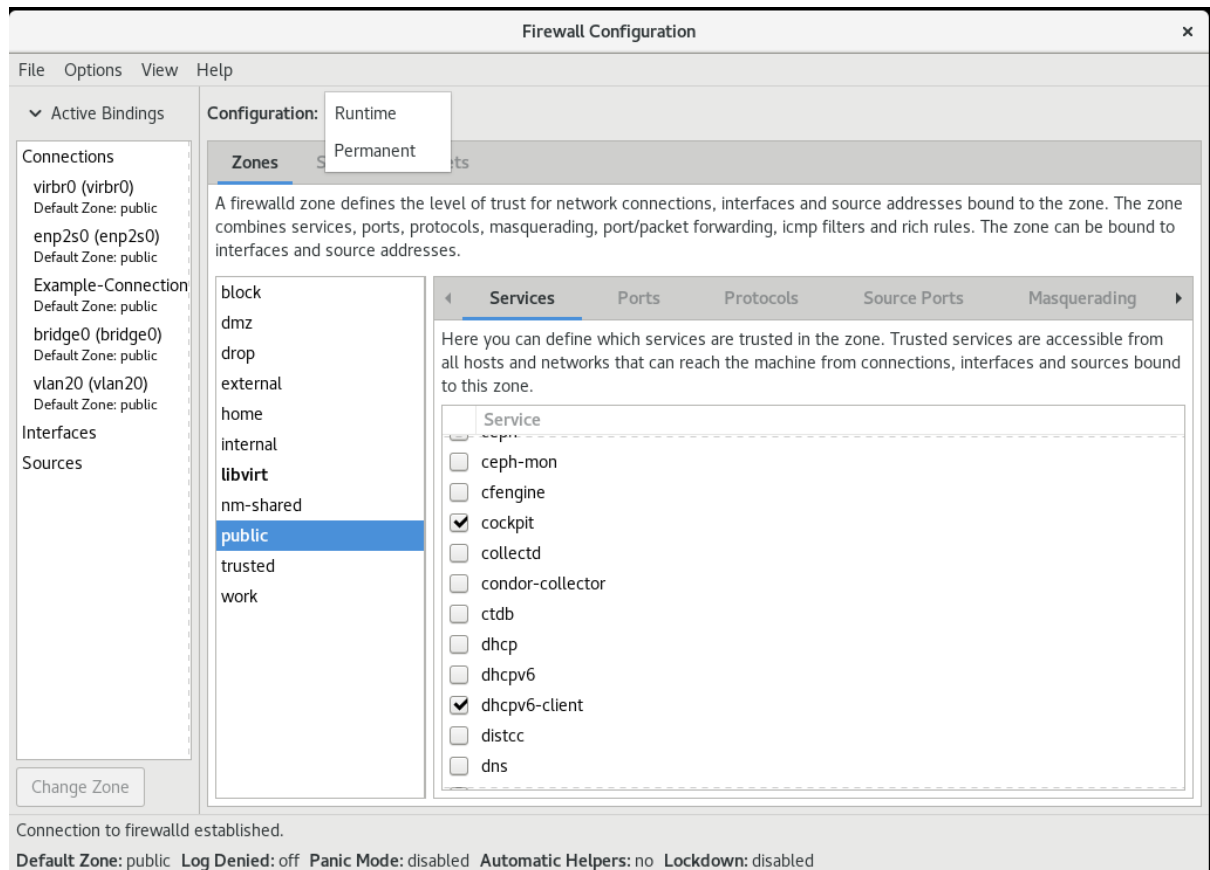 Firewall Configuration
File Options View Help
Active Bindings
Configuration:
Runtime
Permanent
Connections
virbr0 (virbr0)
Default Zone: public
enp2s0 (enp2s0)
Default Zone: public
Example-Connection
Default Zone: public
bridge0 (bridge0)
Default Zone: public
vlan20 (vlan20)
Default Zone: public
Interfaces
Sources
Change Zone
Zones
A firewalld zone defines the level of trust for network connections, interfaces and source addresses bound to the zone. The zone
combines services, ports, protocols, masquerading, port/packet forwarding, icmp filters and rich rules. The zone can be bound to
interfaces and source addresses.
block
dmz
drop
external
home
internal
libvirt
nm-shared
public
trusted
work
Services Ports Protocols Source Ports Masquerading
Here you can define which services are trusted in the zone. Trusted services are accessible from
all hosts and networks that can reach the machine from connections, interfaces and sources bound
to this zone.
Service
ceph-mon
cfengine
cockpit
collectd
condor-collector
ctdb
dhcp
dhcpv6
dhcpv6-client
distcc
dns
Connection to firewalld established.
Default Zone: public Log Denied: off Panic Mode: disabled Automatic Helpers: no Lockdown: disabled